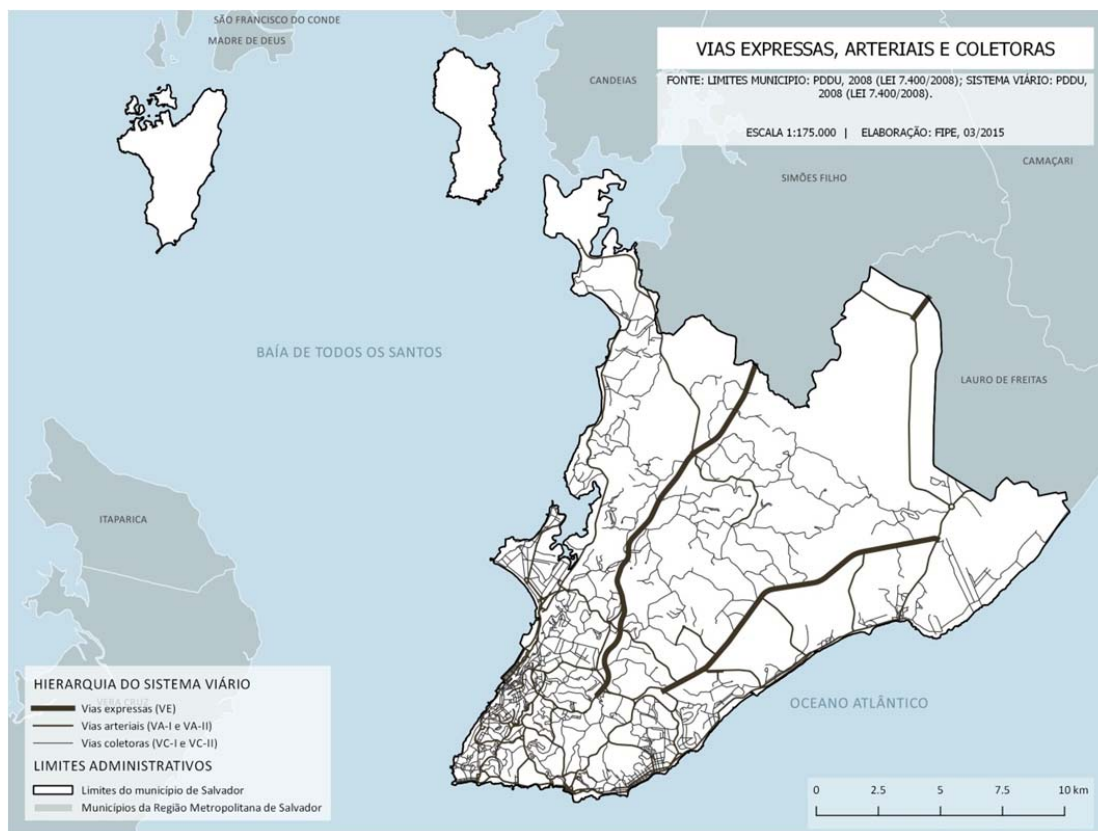 SÃO FRANCISCO DO CONDE
MADRE DE DEUS
CANDEIAS
VIAS EXPRESSAS, ARTERIAIS E COLETORAS
FONTE: LIMITES MUNICIPIO: PDDU, 2008 (LEI 7.400/2008); SISTEMA VIÁRIO: PDDU,
2008 (LEI 7.400/2008).
ESCALA 1:175.000 | ELABORAÇÃO: FIPE, 03/2015
CAMAÇARI
SIMÕES FILHO
BAÍA DE TODOS OS SANTOS
LAURO DE FREITAS
ITAPARICA
OCEANO ATLÂNTICO
HIERARQUIA DO SISTEMA VIÁRIO
VERA CRUZ
Vias expressas (VE)
Vias arteriais (VA-I e VA-II)
Vias coletoras (VC-I e VC-II)
LIMITES ADMINISTRATIVOS
Limites do município de Salvador
Municípios da Região Metropolitana de Salvador
0 2.5 5 7.5 10 km